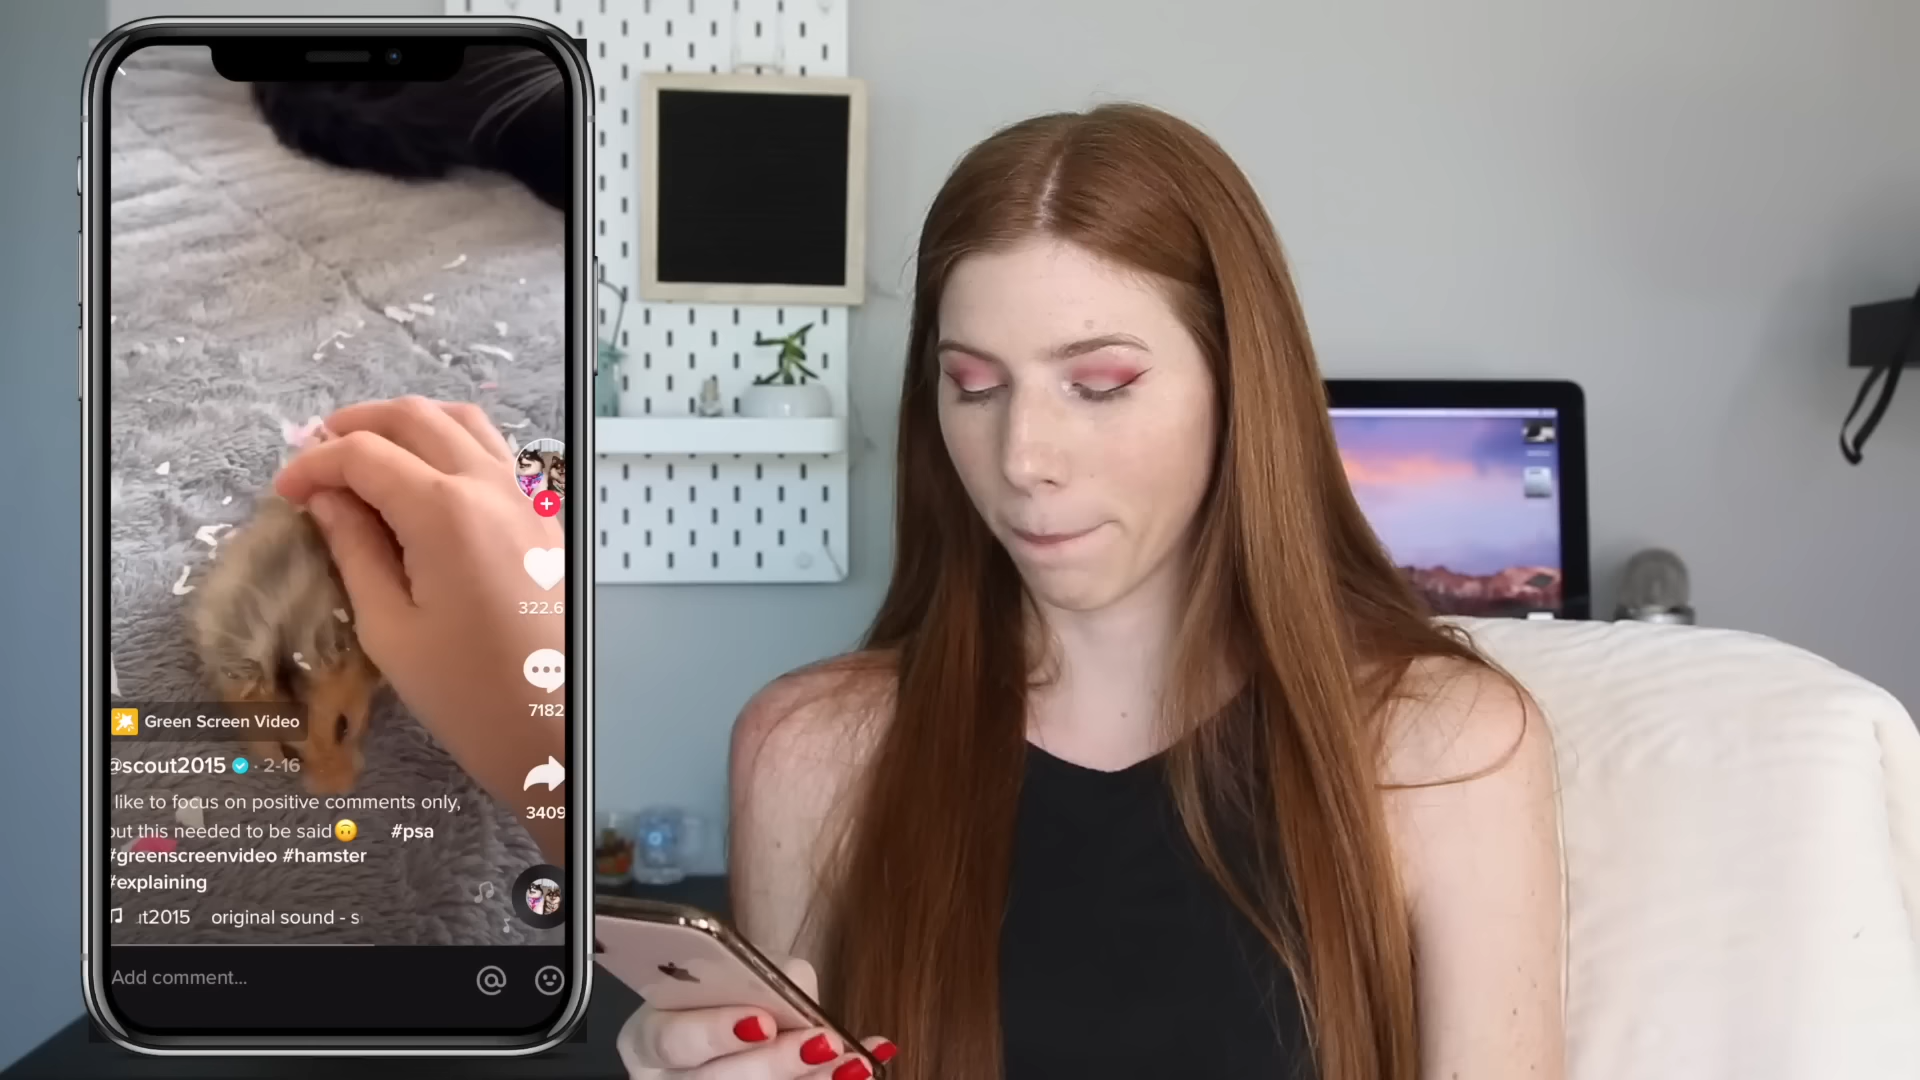 Green Screen Video
@scout2015 · 2-16
like to focus on positive comments only,
but this needed to be said🙃 #psa
#greenscreenvideo #hamster
#explaining
t2015 original sound - s
322.6
7182
3409
Add comment...